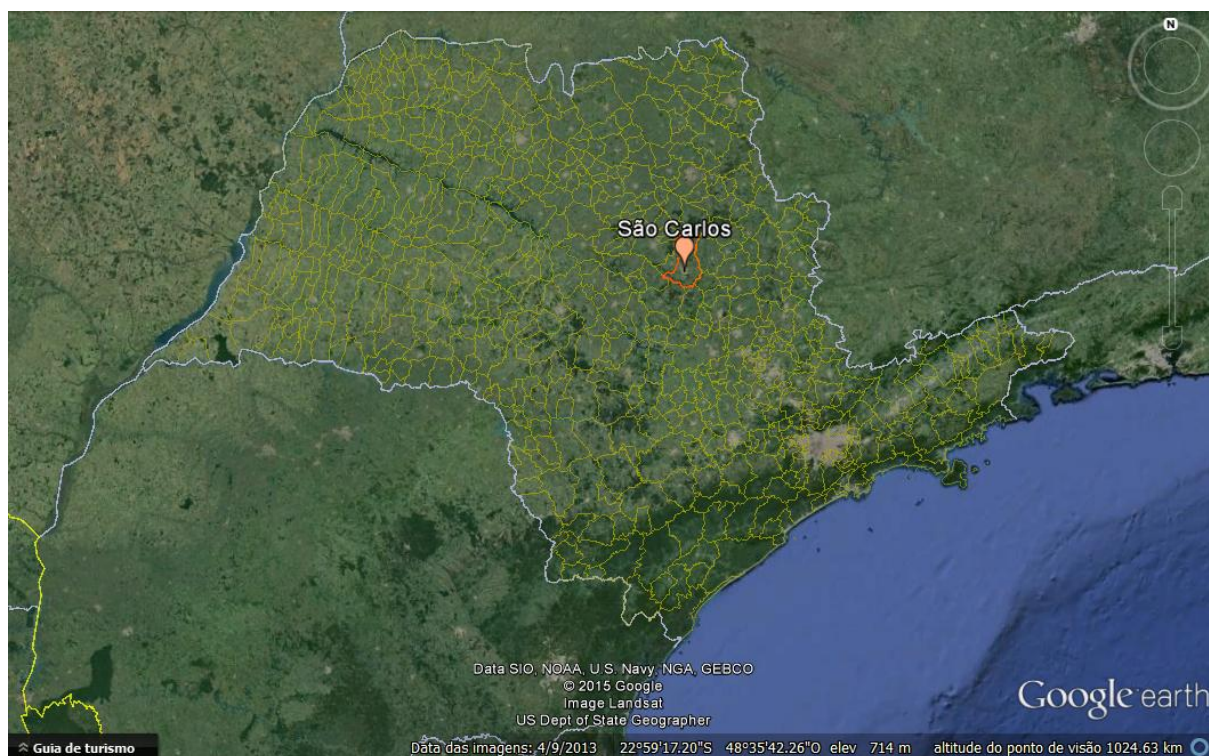 N
São Carlos
Data SIO, NOAA, U.S. Navy, NGA, GEBCO
© 2015 Google
Image Landsat
US Dept of State Geographer
Google earth
Guia de turismo
Data das imagens: 4/9/2013 22°59'17.20"S 48°35'42.26"O elev 714 m altitude do ponto de visão 1024.63 km